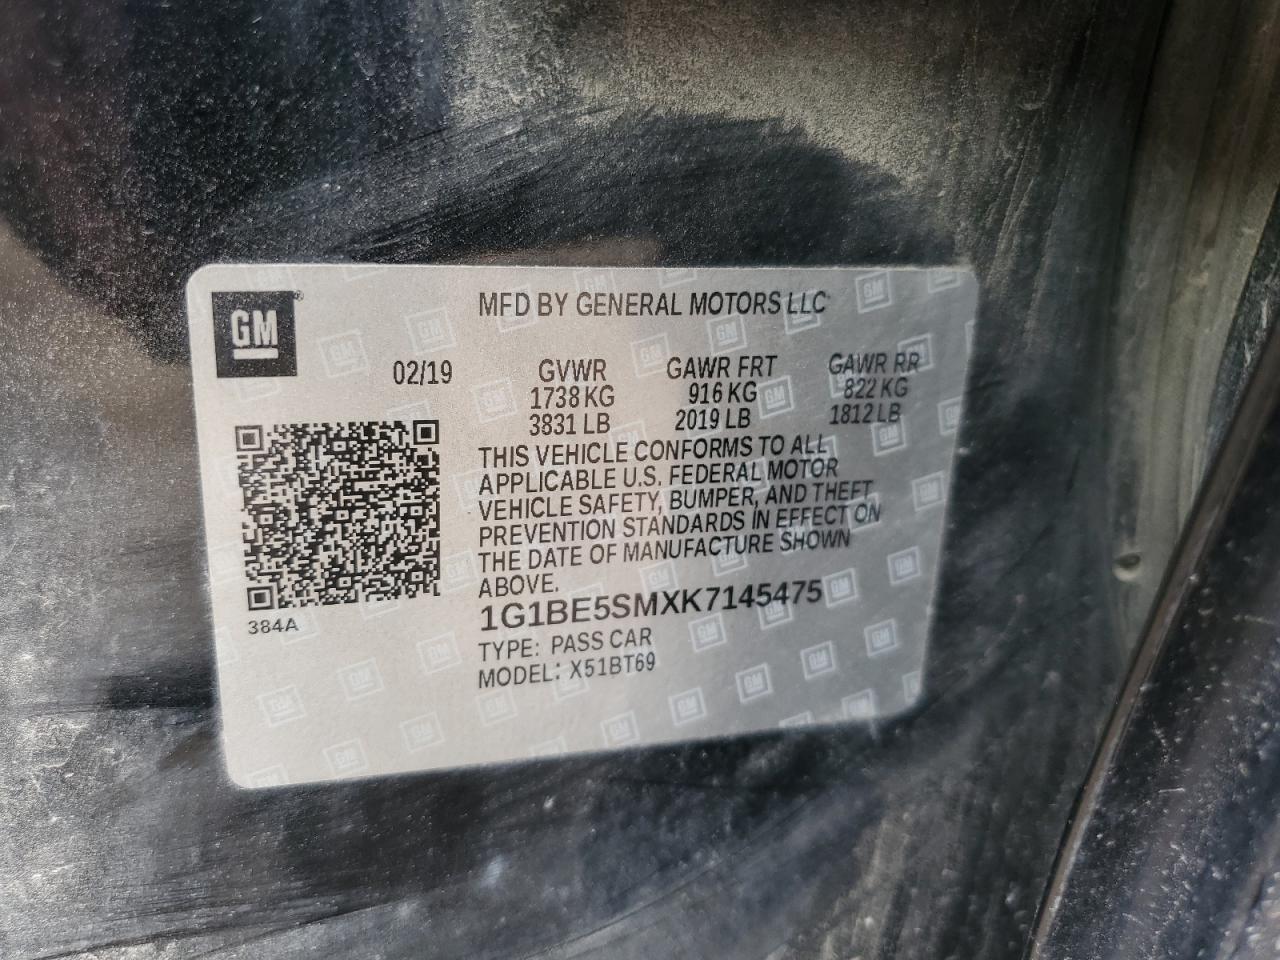 GM
MFD BY GENERAL MOTORS LLC
02/19 GVWR GAWR FRT GAWR RR
1738 KG 916 KG 822 KG
3831 LB 2019 LB 1812 LB
THIS VEHICLE CONFORMS TO ALL
APPLICABLE U.S. FEDERAL MOTOR
VEHICLE SAFETY, BUMPER, AND THEFT
PREVENTION STANDARDS IN EFFECT ON
THE DATE OF MANUFACTURE SHOWN
ABOVE.
384A
1G1BE5SMXK7145475
TYPE: PASS CAR
MODEL: X51BT69